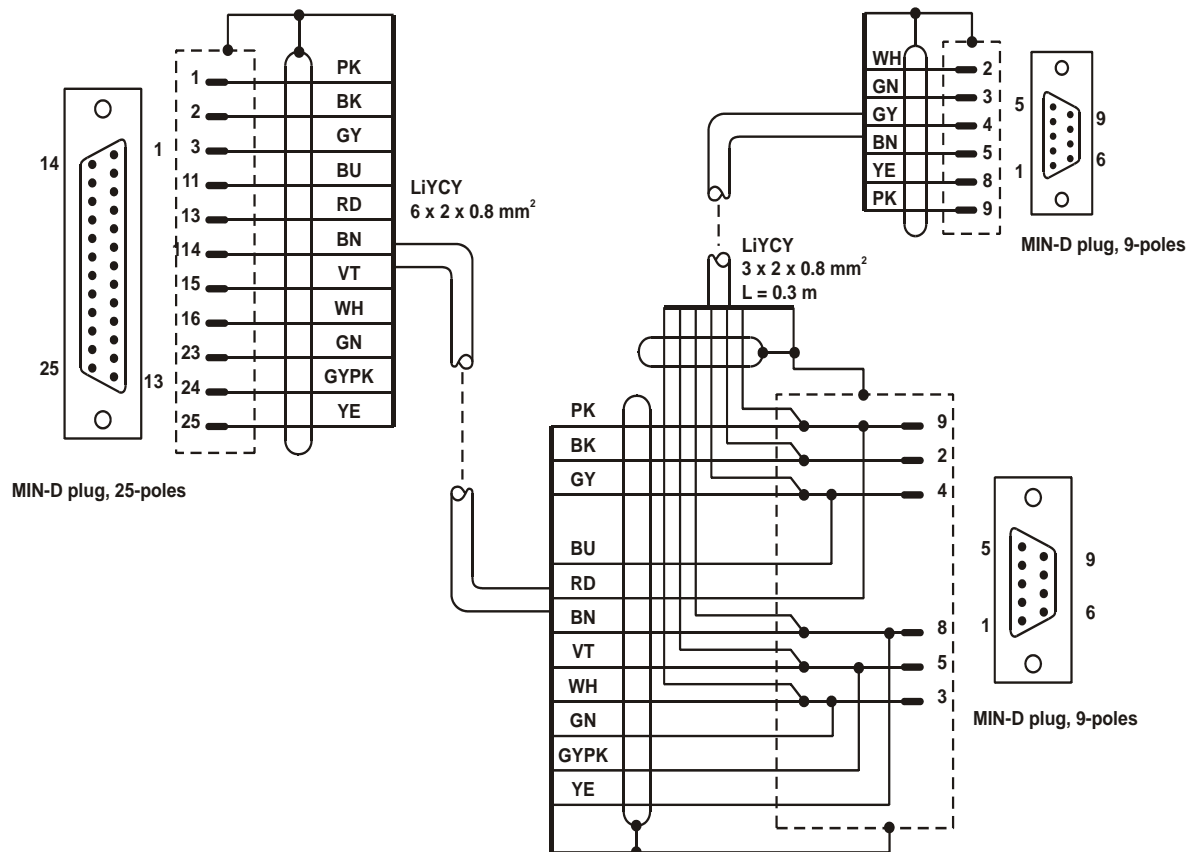 14
1
25
13
MIN-D plug, 25-poles
1 PK
2 BK
3 GY
11 BU
13 RD
114 BN
15 VT
16 WH
23 GN
24 GYPK
25 YE
LiYCY
6 x 2 x 0.8 mm²
WH 2
GN 3
GY 4
BN 5
YE 8
PK 9
5
9
1
6
MIN-D plug, 9-poles
LiYCY
3 x 2 x 0.8 mm²
L = 0.3 m
PK 9
BK 2
GY 4
BU
RD
BN 8
VT 5
WH 3
GN
GYPK
YE
5
9
1
6
MIN-D plug, 9-poles